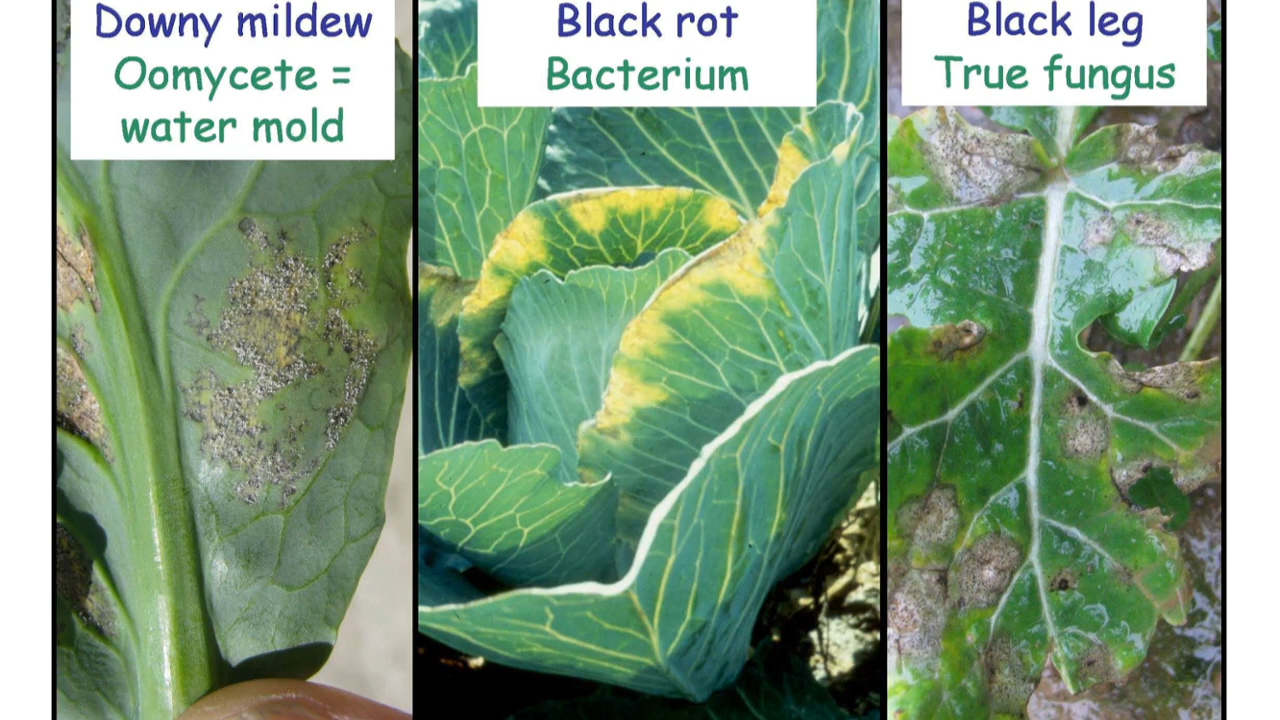 Downy mildew
Oomycete =
water mold
Black rot
Bacterium
Black leg
True fungus